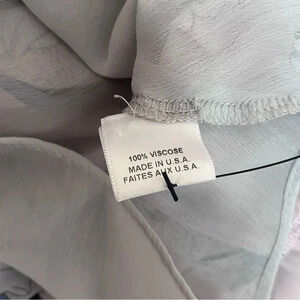 100% VISCOSE
MADE IN U.S.A.
FAITES AUX U.S.A.